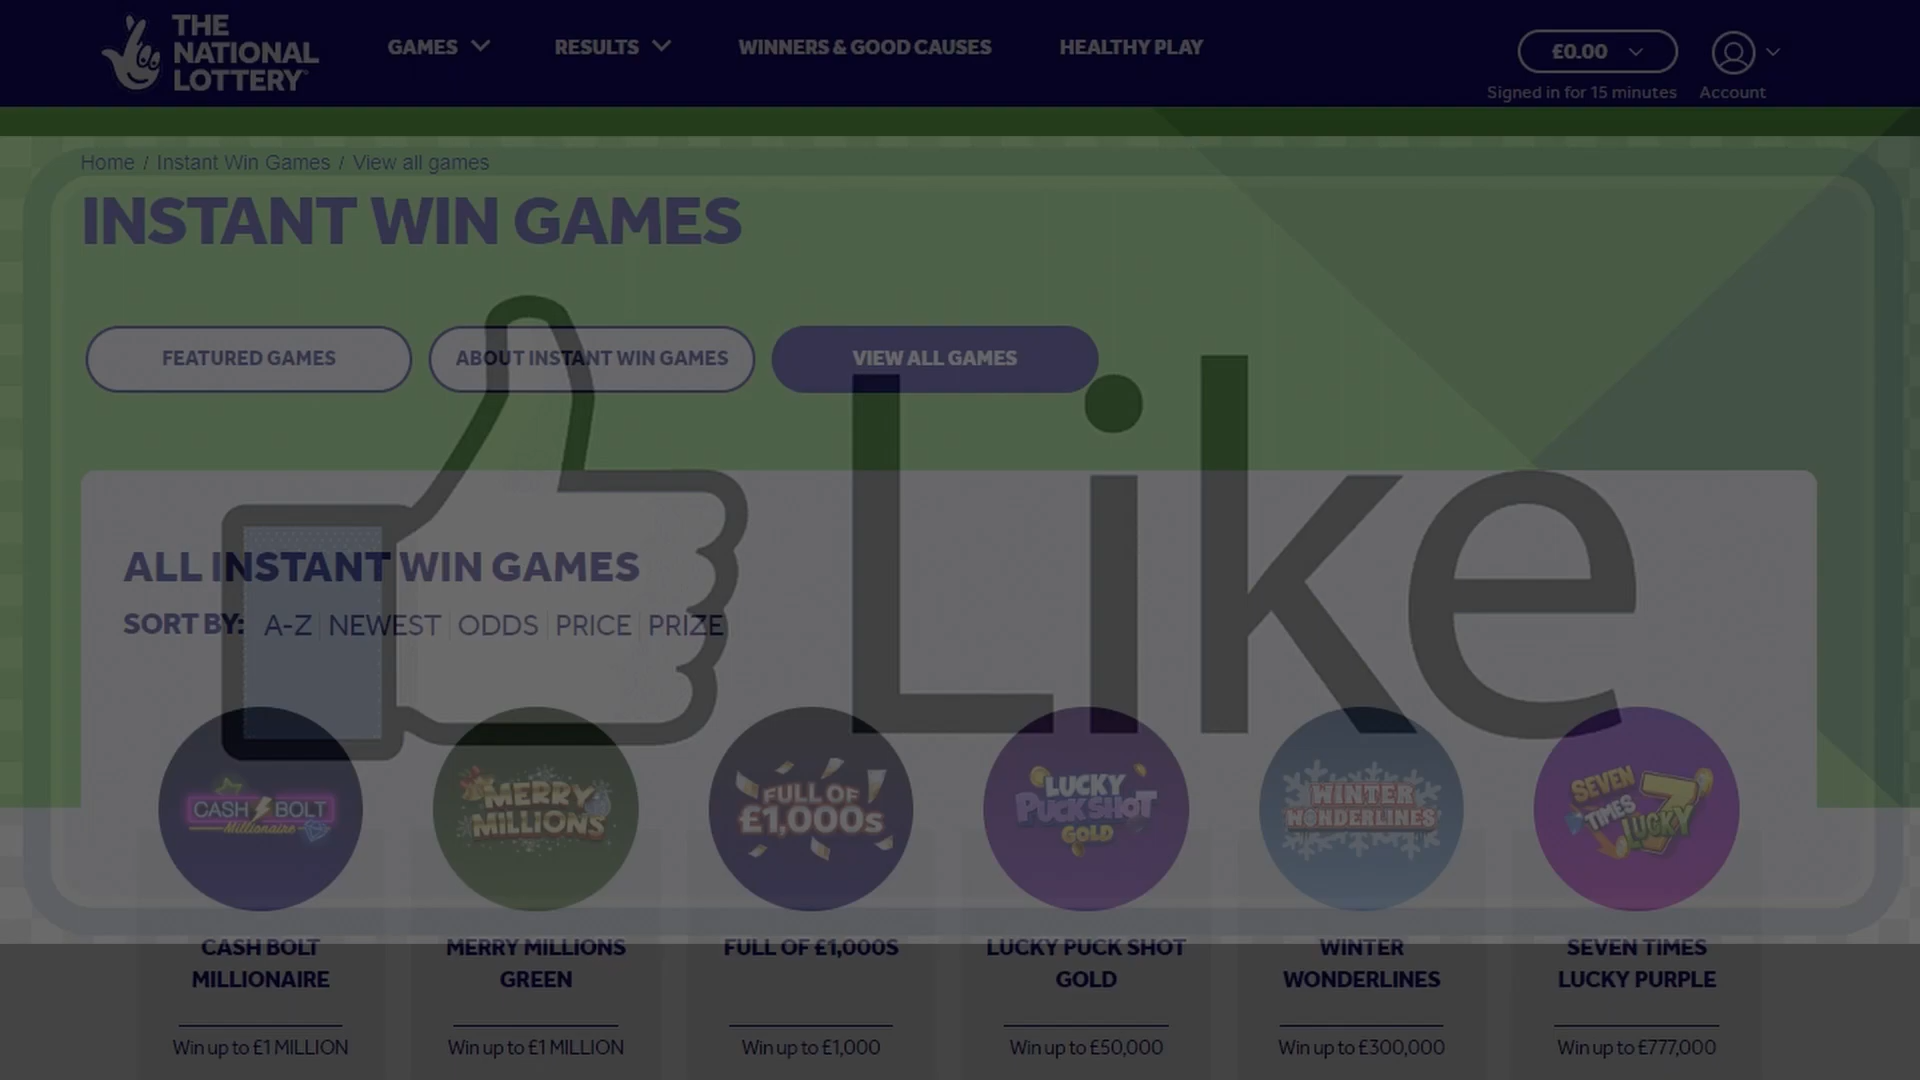 THE
NATIONAL
LOTTERY
GAMES
RESULTS
WINNERS & GOOD CAUSES
HEALTHY PLAY
£0.00
Signed in for 15 minutes
Account
Home / Instant Win Games / View all games
INSTANT WIN GAMES
FEATURED GAMES
ABOUT INSTANT WIN GAMES
VIEW ALL GAMES
Like
ALL INSTANT WIN GAMES
SORT BY: A-Z NEWEST ODDS PRICE PRIZE
CASH BOLT
Millionaire
MERRY
MILLIONS
FULL OF
£1,000s
LUCKY
PUCK SHOT
GOLD
WINTER
WONDERLINES
SEVEN
TIMES
7
LUCKY
CASH BOLT
MILLIONAIRE
MERRY MILLIONS
GREEN
FULL OF £1,000S
LUCKY PUCK SHOT
GOLD
WINTER
WONDERLINES
SEVEN TIMES
LUCKY PURPLE
Win up to £1 MILLION
Win up to £1 MILLION
Win up to £1,000
Win up to £50,000
Win up to £300,000
Win up to £777,000